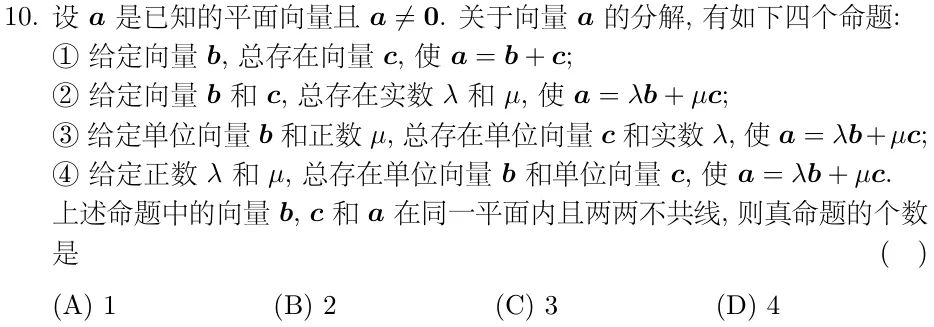 10. 设 a 是已知的平面向量且 a ≠ 0. 关于向量 a 的分解, 有如下四个命题:
① 给定向量 b, 总存在向量 c, 使 a = b + c;
② 给定向量 b 和 c, 总存在实数 λ 和 μ, 使 a = λb + μc;
③ 给定单位向量 b 和正数 μ, 总存在单位向量 c 和实数 λ, 使 a = λb+μc;
④ 给定正数 λ 和 μ, 总存在单位向量 b 和单位向量 c, 使 a = λb + μc.
上述命题中的向量 b, c 和 a 在同一平面内且两两不共线, 则真命题的个数
是 ( )
(A) 1 (B) 2 (C) 3 (D) 4